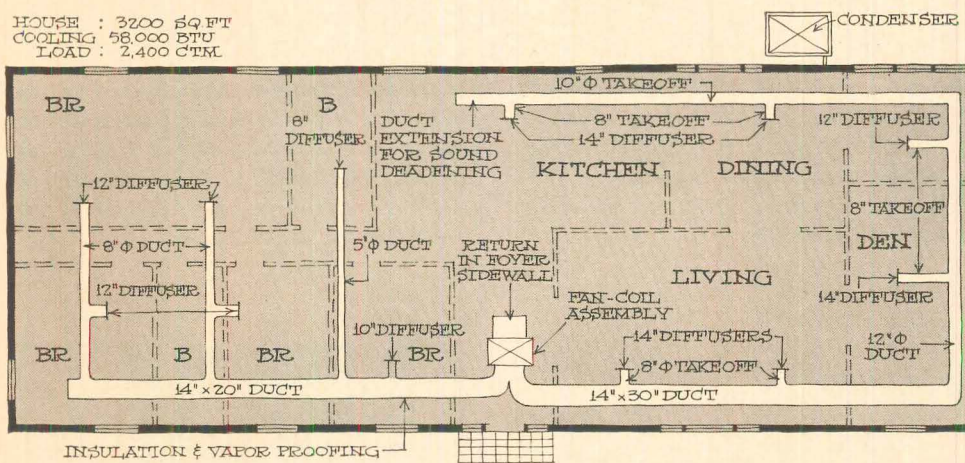 HOUSE : 3200 SQ.FT
COOLING 58,000 BTU
LOAD : 2,400 CTM
CONDENSER
BR
B
8"
DIFFUSER
DUCT
EXTENSION
FOR SOUND
DEADENING
10"Φ TAKEOFF
8" TAKEOFF
14" DIFFUSER
12" DIFFUSER
KITCHEN
DINING
12" DIFFUSER
8"Φ DUCT
5"Φ DUCT
RETURN
IN FOYER
SIDEWALL
8" TAKEOFF
DEN
LIVING
12" DIFFUSER
FAN-COIL
ASSEMBLY
14" DIFFUSER
10" DIFFUSER
14" DIFFUSERS
BR
B
BR
BR
8"Φ TAKEOFF
12"Φ
DUCT
14" x 20" DUCT
14" x 30" DUCT
INSULATION & VAPOR PROOFING